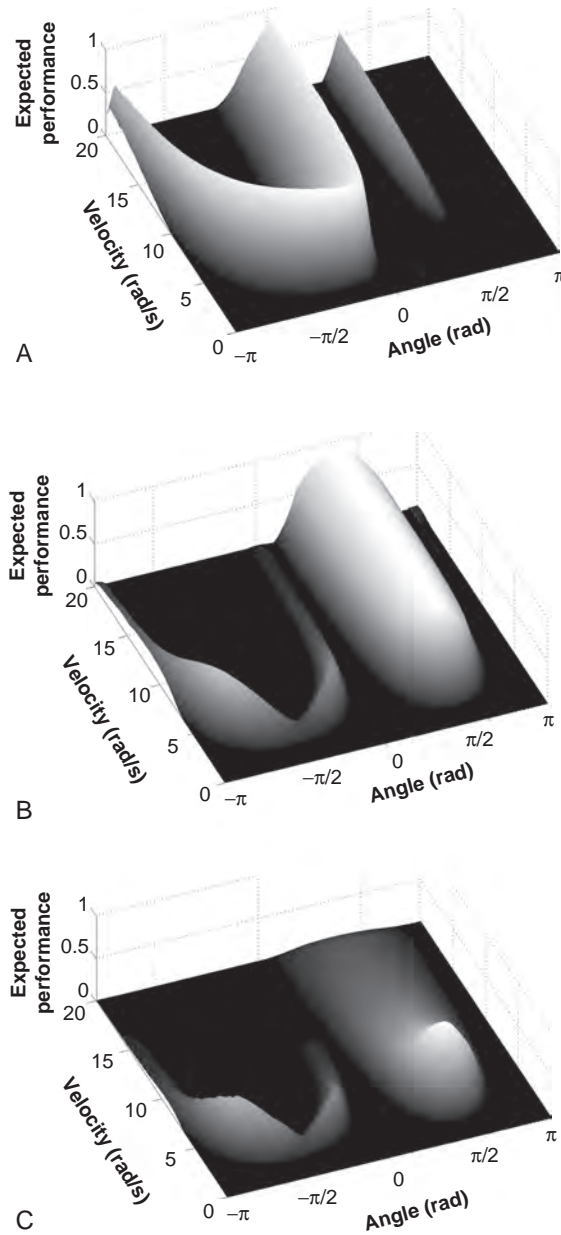 1
0.5
0
Expected
performance
20
15
10
5
0
Velocity (rad/s)
−π
−π/2
0
π/2
π
Angle (rad)
A
1
0.5
0
Expected
performance
20
15
10
5
0
Velocity (rad/s)
−π
−π/2
0
π/2
π
Angle (rad)
B
1
0.5
0
Expected
performance
20
15
10
5
0
Velocity (rad/s)
−π
−π/2
0
π/2
π
Angle (rad)
C